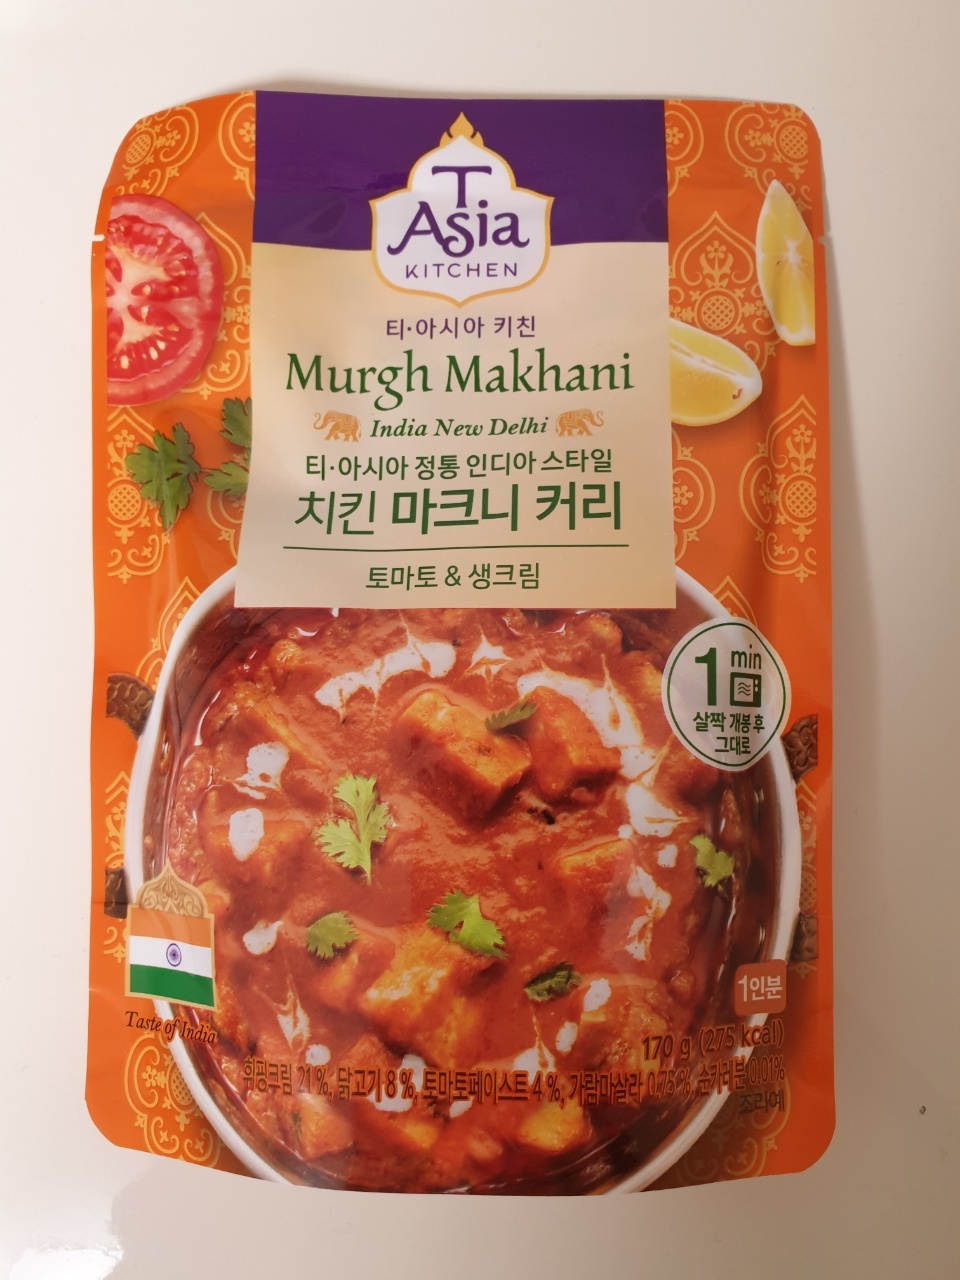 T
Asia
KITCHEN
티·아시아 키친
Murgh Makhani
India New Delhi
티·아시아 정통 인디아 스타일
치킨 마크니 커리
토마토 & 생크림
1 min
살짝 개봉 후
그대로
Taste of India
1인분
170 g (275 kcal)
휘핑크림 21 %, 닭고기 8 %, 토마토페이스트 4 %, 가람마살라 0.75 %, 순카레분 0.01%
조리예